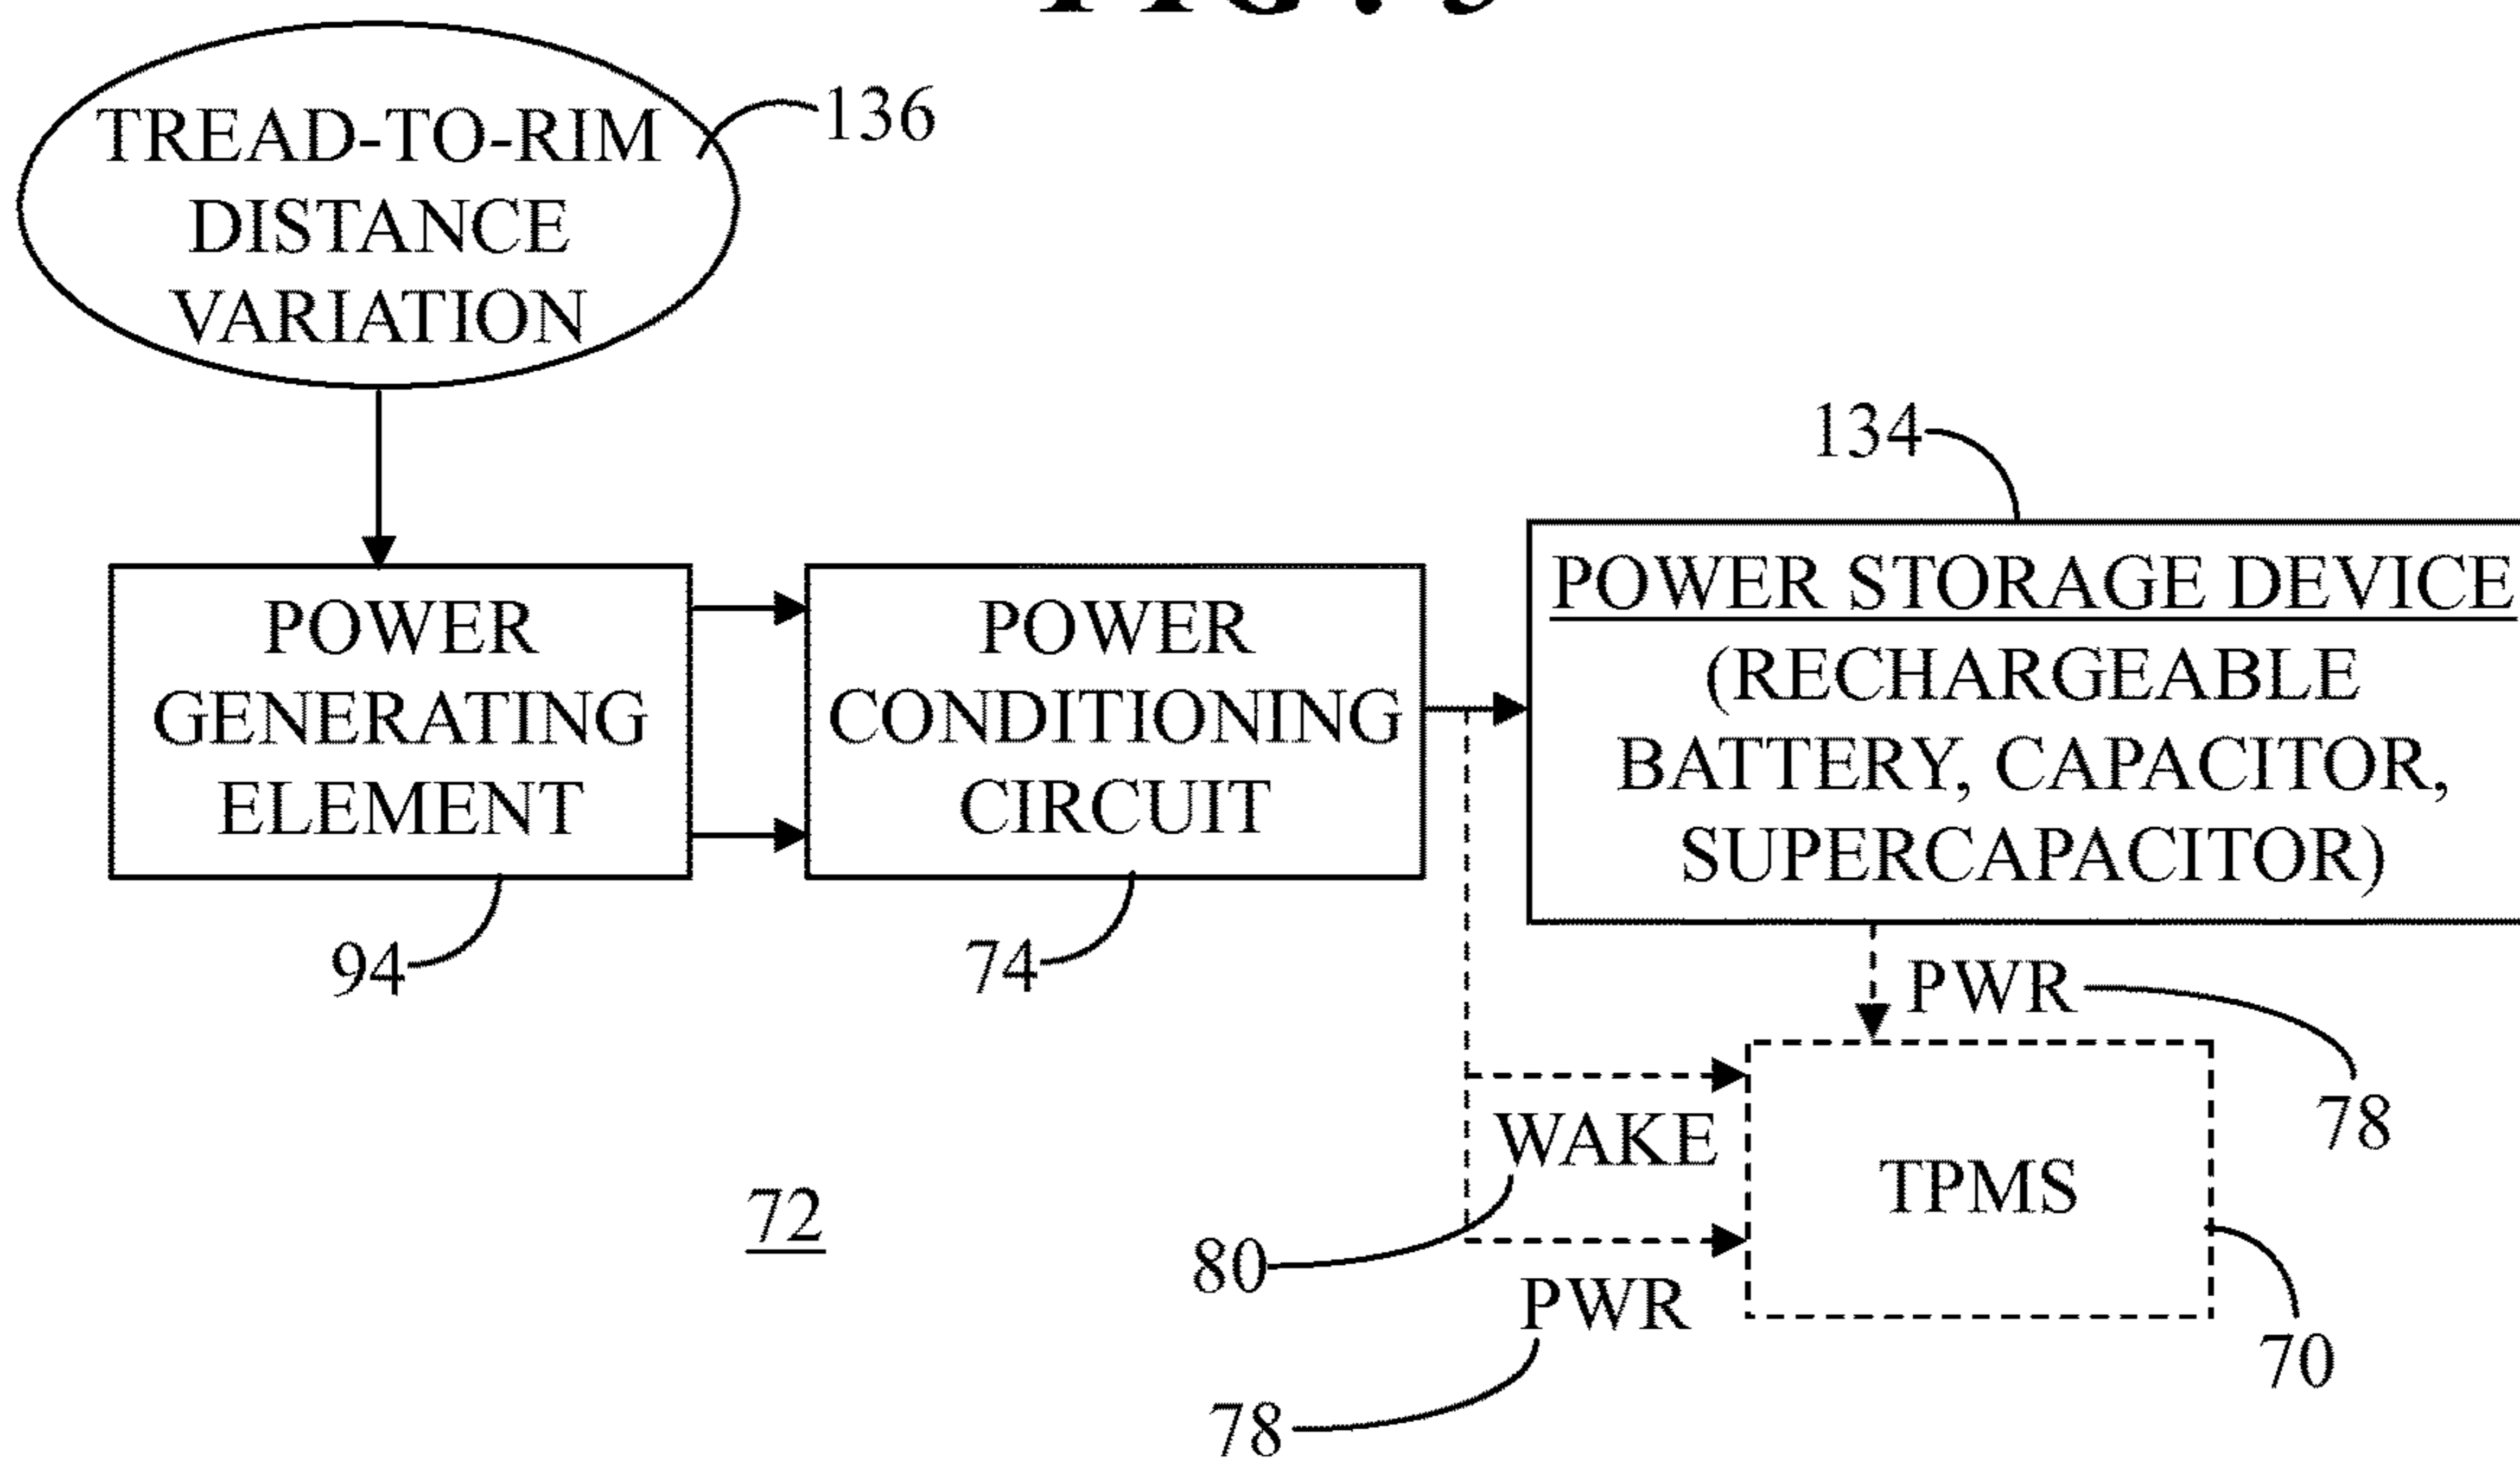 TREAD-TO-RIM
DISTANCE
VARIATION
136
134
POWER
GENERATING
ELEMENT
POWER
CONDITIONING
CIRCUIT
POWER STORAGE DEVICE
(RECHARGEABLE
BATTERY, CAPACITOR,
SUPERCAPACITOR)
94
74
PWR
78
WAKE
TPMS
72
80
PWR
70
78